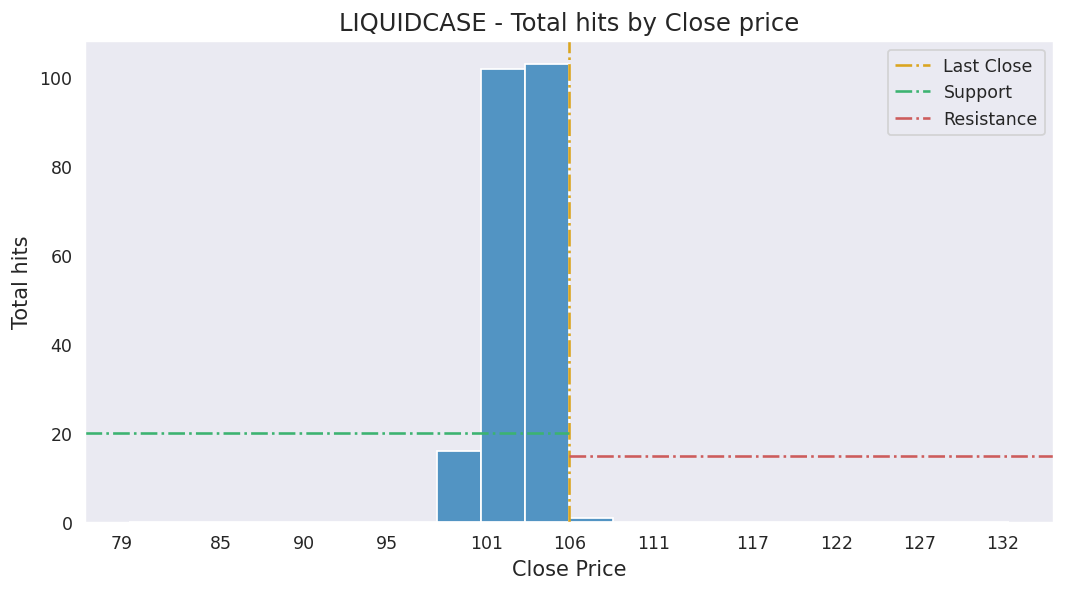 LIQUIDCASE - Total hits by Close price
Last Close
Support
Resistance
Total hits
100
80
60
40
20
0
79 85 90 95 101 106 111 117 122 127 132
Close Price